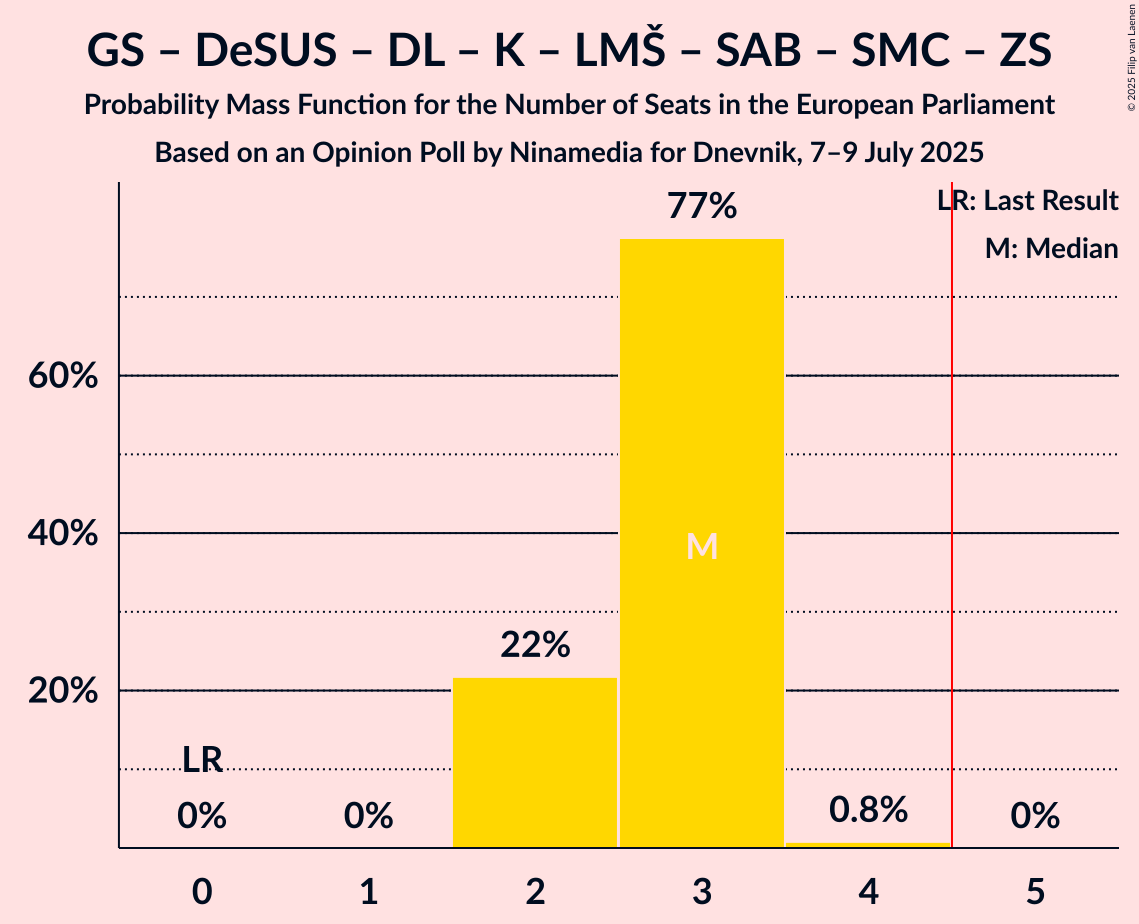 GS – DeSUS – DL – K – LMŠ – SAB – SMC – ZS
Probability Mass Function for the Number of Seats in the European Parliament
Based on an Opinion Poll by Ninamedia for Dnevnik, 7–9 July 2025
© 2025 Filip van Laenen
LR: Last Result
M: Median
77%
60%
40%
M
22%
20%
LR
0%
0%
0.8%
0%
0 1 2 3 4 5